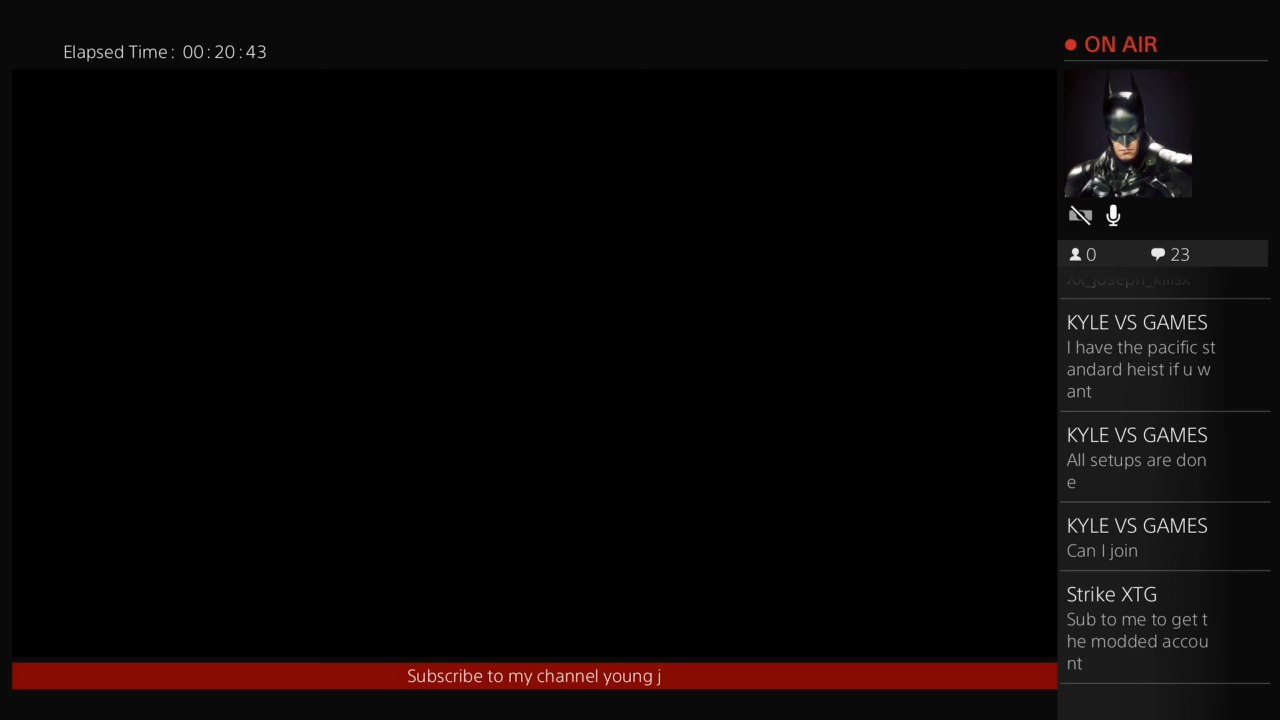 Elapsed Time: 00:20:43
ON AIR
0 23
Xx_joseph_killsx
KYLE VS GAMES
I have the pacific st
andard heist if u w
ant
KYLE VS GAMES
All setups are don
e
KYLE VS GAMES
Can I join
Strike XTG
Sub to me to get t
he modded accou
nt
Subscribe to my channel young j